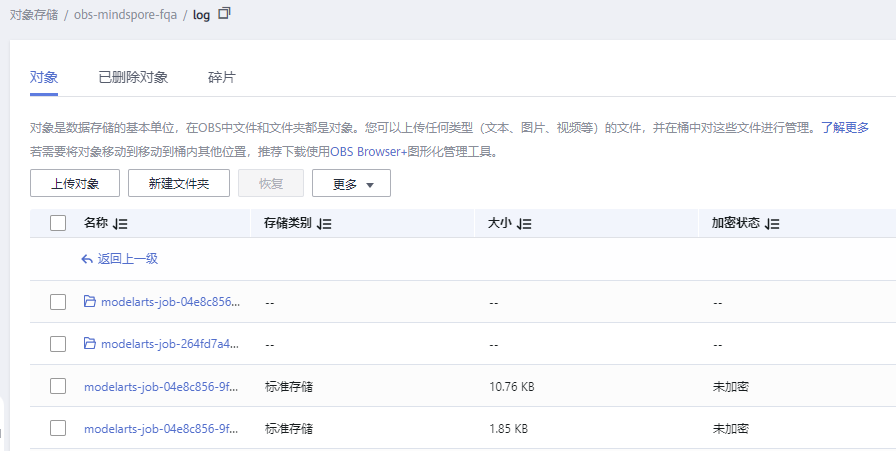 对象存储 / obs-mindspore-fqa / log
对象 已删除对象 碎片
对象是数据存储的基本单位，在OBS中文件和文件夹都是对象。您可以上传任何类型（文本、图片、视频等）的文件，并在桶中对这些文件进行管理。了解更多
若需要将对象移动到移动到桶内其他位置，推荐下载使用OBS Browser+图形化管理工具。
上传对象 新建文件夹 恢复 更多
名称 存储类别 大小 加密状态
返回上一级
modelarts-job-04e8c856... -- -- --
modelarts-job-264fd7a4... -- -- --
modelarts-job-04e8c856-9f... 标准存储 10.76 KB 未加密
modelarts-job-04e8c856-9f... 标准存储 1.85 KB 未加密